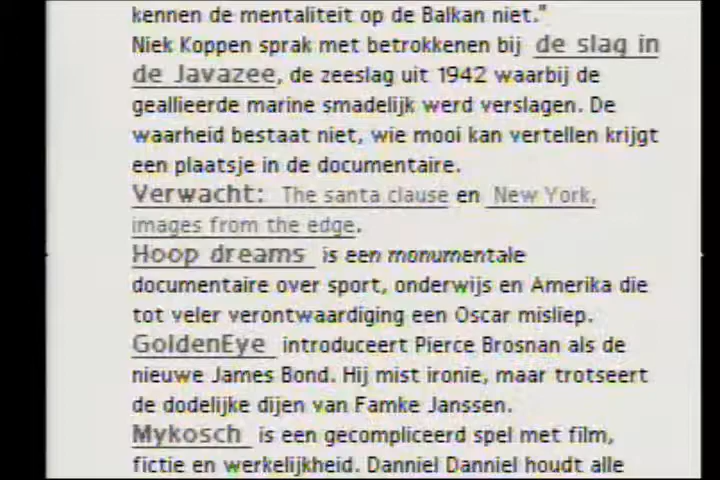 kennen de mentaliteit op de Balkan niet."
Niek Koppen sprak met betrokkenen bij de slag in
de Javazee, de zeeslag uit 1942 waarbij de
geallieerde marine smadelijk werd verslagen. De
waarheid bestaat niet, wie mooi kan vertellen krijgt
een plaatsje in de documentaire.
Verwacht: The santa clause en New York,
images from the edge.
Hoop dreams is een monumentale
documentaire over sport, onderwijs en Amerika die
tot veler verontwaardiging een Oscar misliep.
GoldenEye introduceert Pierce Brosnan als de
nieuwe James Bond. Hij mist ironie, maar trotseert
de dodelijke dijen van Famke Janssen.
Mykosch is een gecompliceerd spel met film,
fictie en werkelijkheid. Danniel Danniel houdt alle